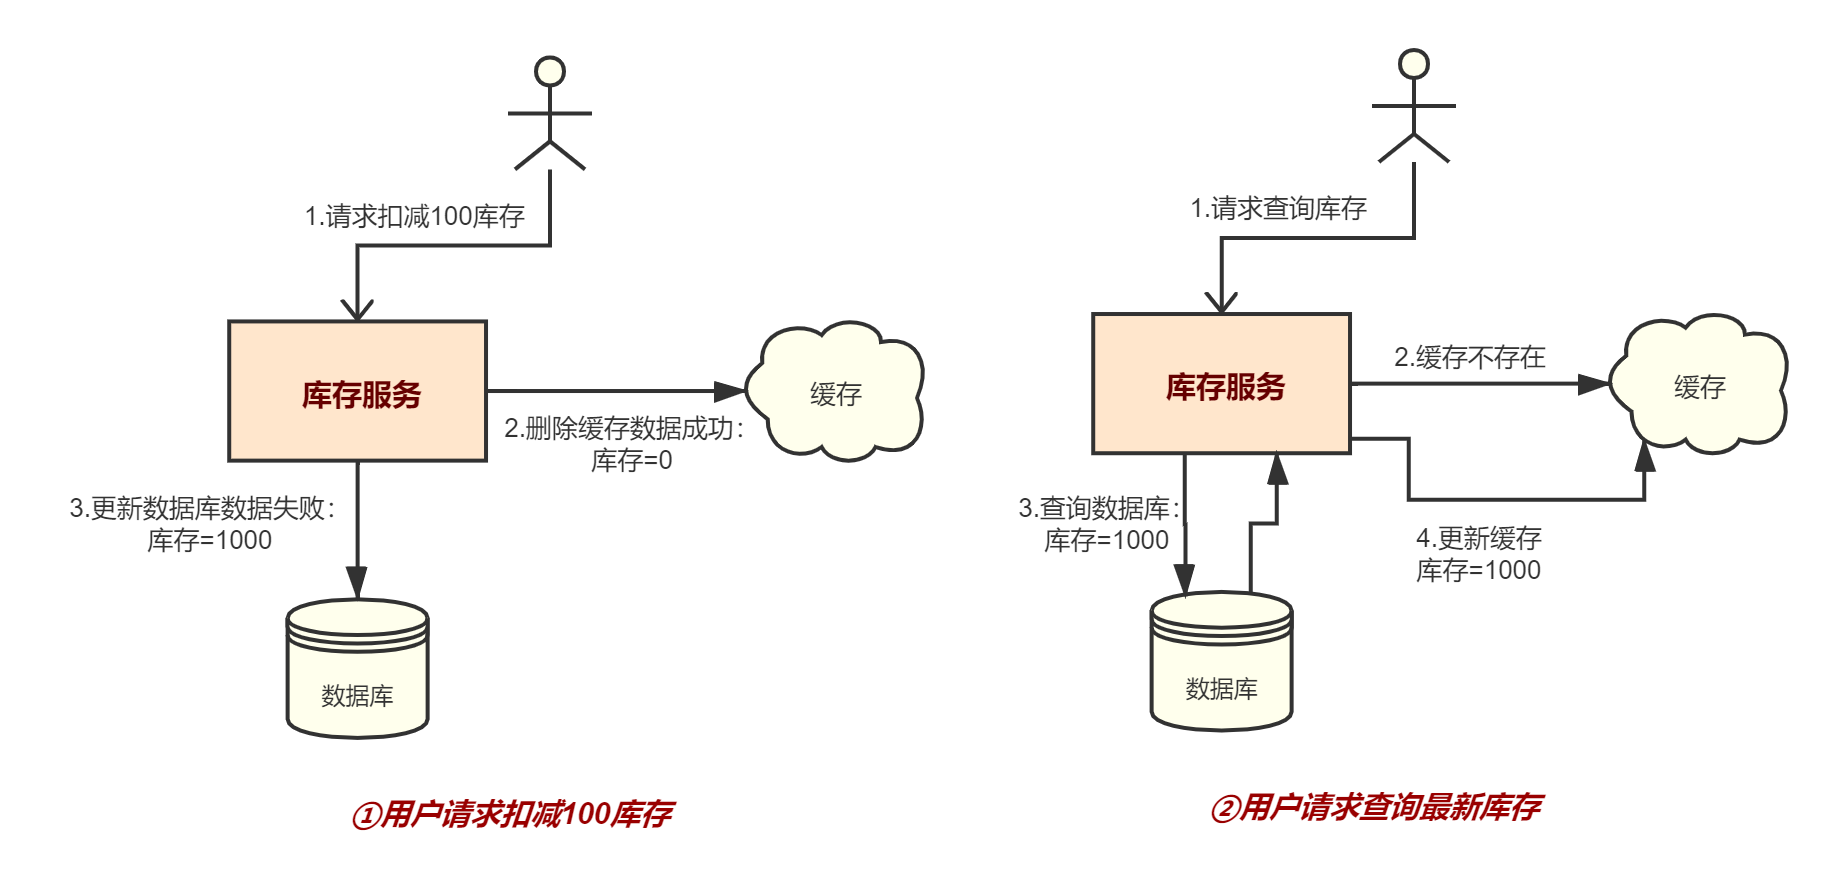 1.请求扣减100库存
库存服务
缓存
2.删除缓存数据成功：
库存=0
3.更新数据库数据失败：
库存=1000
数据库
①用户请求扣减100库存
1.请求查询库存
库存服务
2.缓存不存在
缓存
3.查询数据库：
库存=1000
4.更新缓存
库存=1000
数据库
②用户请求查询最新库存